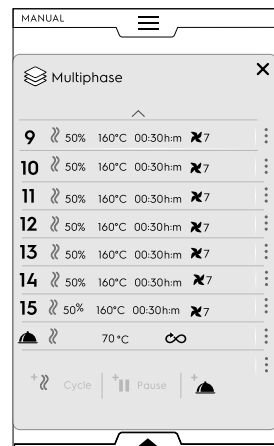 MANUAL
Multiphase
9 50% 160°C 00:30h:m 7
10 50% 160°C 00:30h:m 7
11 50% 160°C 00:30h:m 7
12 50% 160°C 00:30h:m 7
13 50% 160°C 00:30h:m 7
14 50% 160°C 00:30h:m 7
15 50% 160°C 00:30h:m 7
70°C
+ Cycle + Pause +